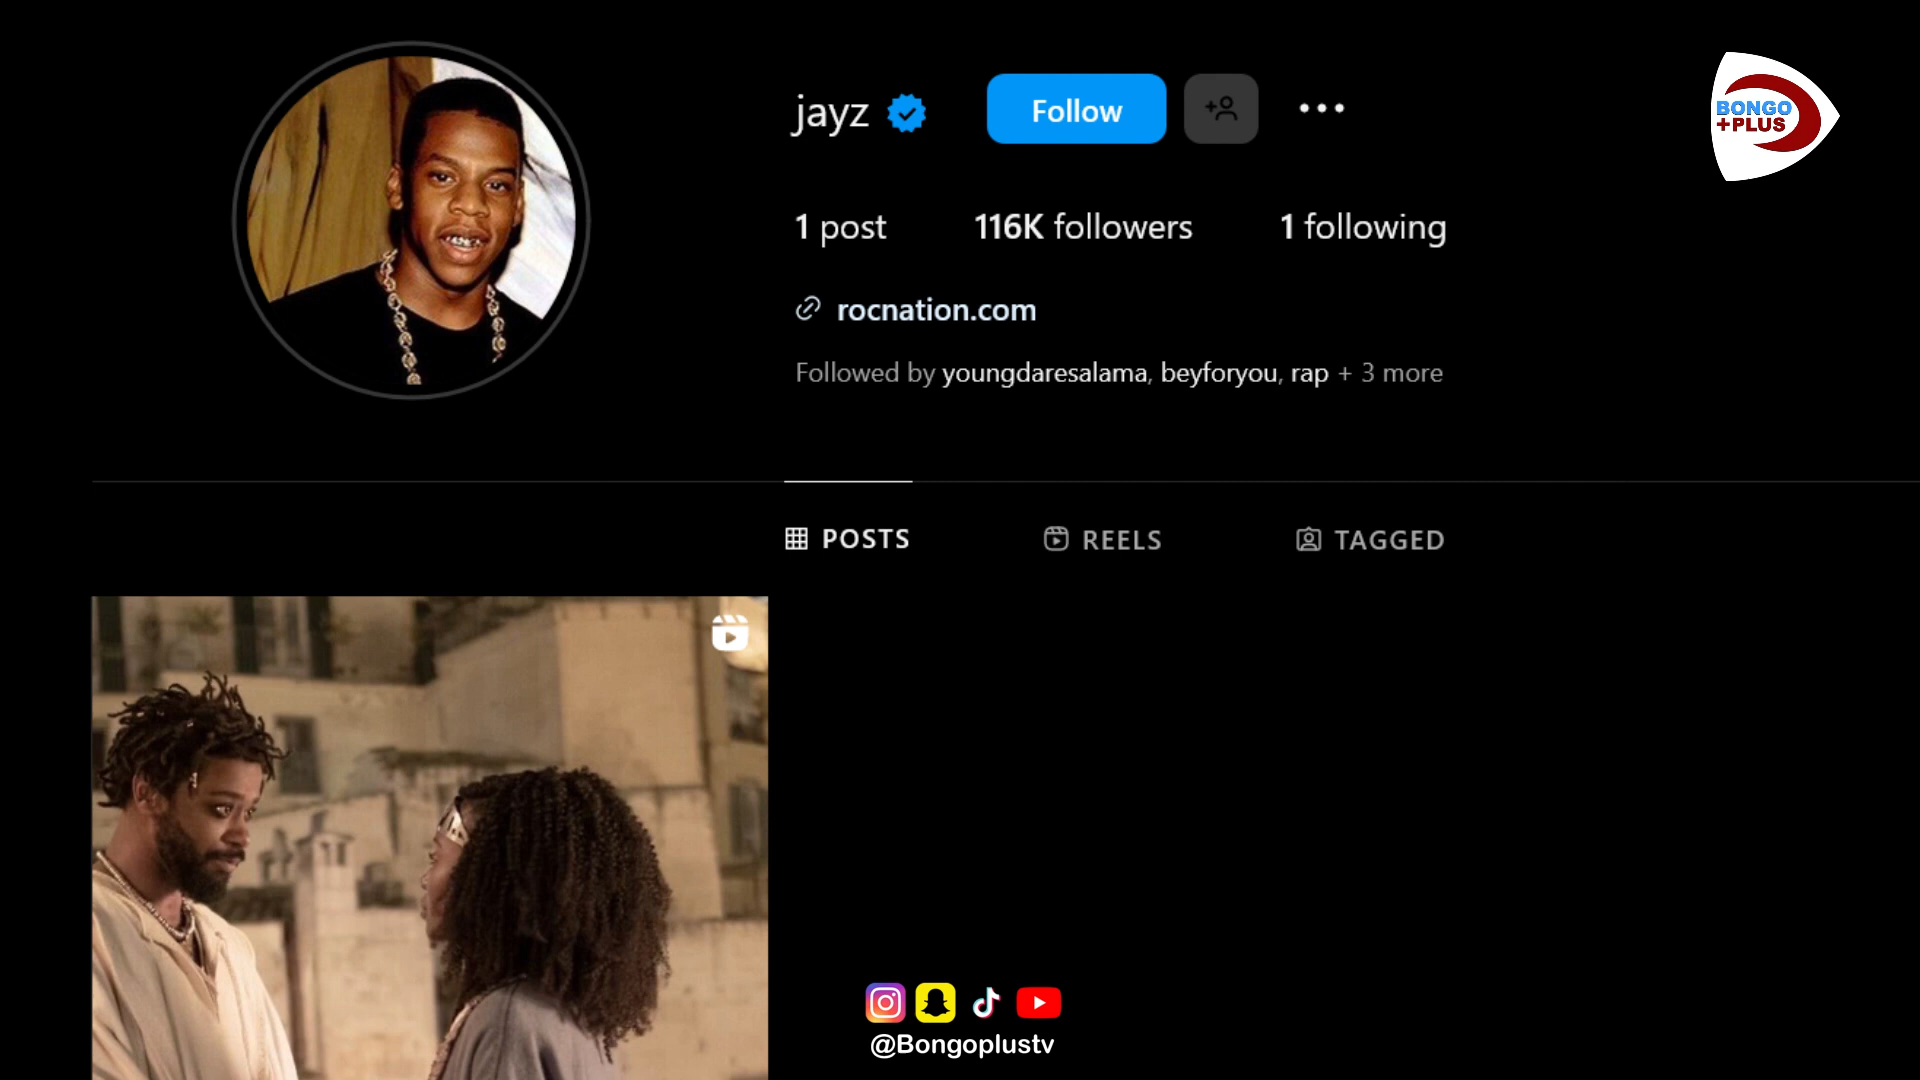 jayz
Follow
1 post 116K followers 1 following
rocnation.com
Followed by youngdaresalama, beyforyou, rap + 3 more
POSTS REELS TAGGED
BONGO
+PLUS
@Bongoplustv